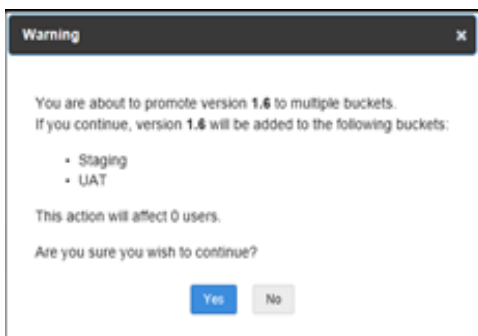 Warning ×
You are about to promote version 1.6 to multiple buckets.
If you continue, version 1.6 will be added to the following buckets:
• Staging
• UAT
This action will affect 0 users.
Are you sure you wish to continue?
Yes No